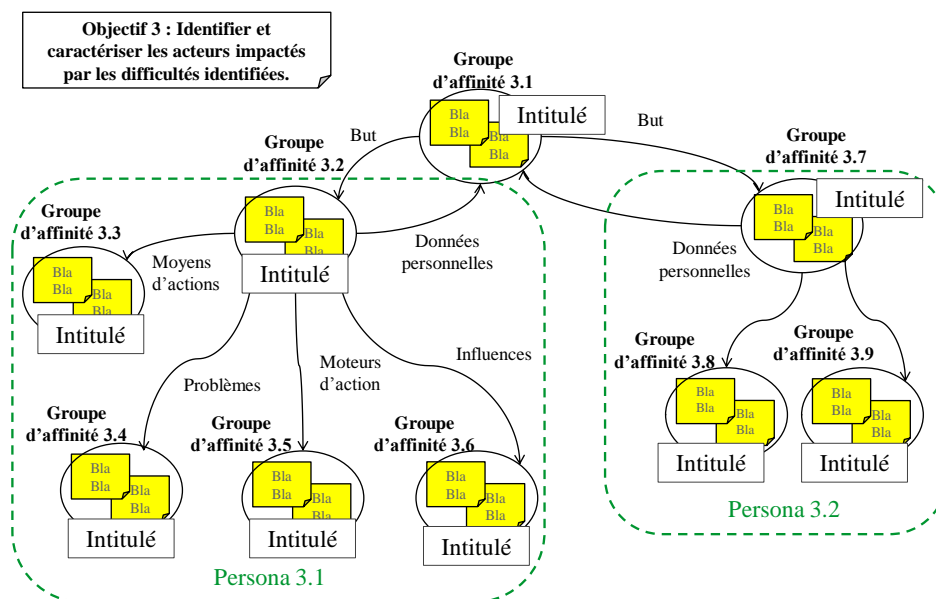 Objectif 3 : Identifier et
caractériser les acteurs impactés
par les difficultés identifiées.
Groupe
d'affinité 3.1
Bla
Bla
Bla
Bla
Intitulé
But
But
Groupe
d'affinité 3.2
Bla
Bla
Bla
Bla
Intitulé
Groupe
d'affinité 3.7
Bla
Bla
Bla
Bla
Intitulé
Groupe
d'affinité 3.3
Bla
Bla
Bla
Bla
Intitulé
Moyens
d'actions
Données
personnelles
Données
personnelles
Problèmes
Moteurs
d'action
Influences
Groupe
d'affinité 3.8
Bla
Bla
Bla
Bla
Intitulé
Groupe
d'affinité 3.9
Bla
Bla
Bla
Bla
Intitulé
Groupe
d'affinité 3.4
Bla
Bla
Bla
Bla
Intitulé
Groupe
d'affinité 3.5
Bla
Bla
Bla
Bla
Intitulé
Groupe
d'affinité 3.6
Bla
Bla
Bla
Bla
Intitulé
Persona 3.2
Persona 3.1